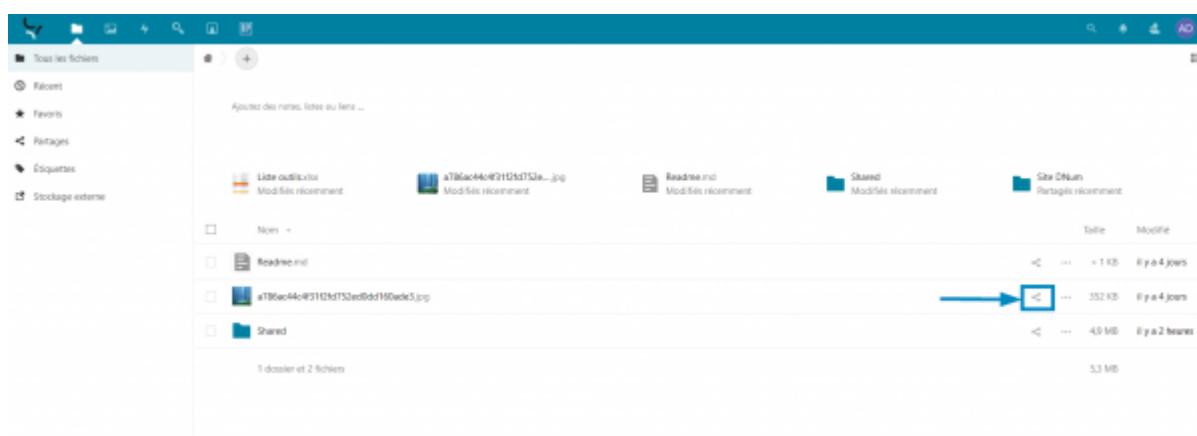 AD
Tous les fichiers
Récent
Favoris
Partages
Étiquettes
Stockage externe
Ajoutez des notes, listes ou liens ...
Liste outils.xlsx
Modifiés récemment
Modifiés récemment
Readme.md
Modifiés récemment
Shared
Modifiés récemment
Site DNum
Partagés récemment
Nom
Taille
Modifié
Readme.md
< 1 KB
il y a 4 jours
.jpg
352 KB
il y a 4 jours
Shared
4,9 MB
il y a 2 heures
1 dossier et 2 fichiers
5,3 MB